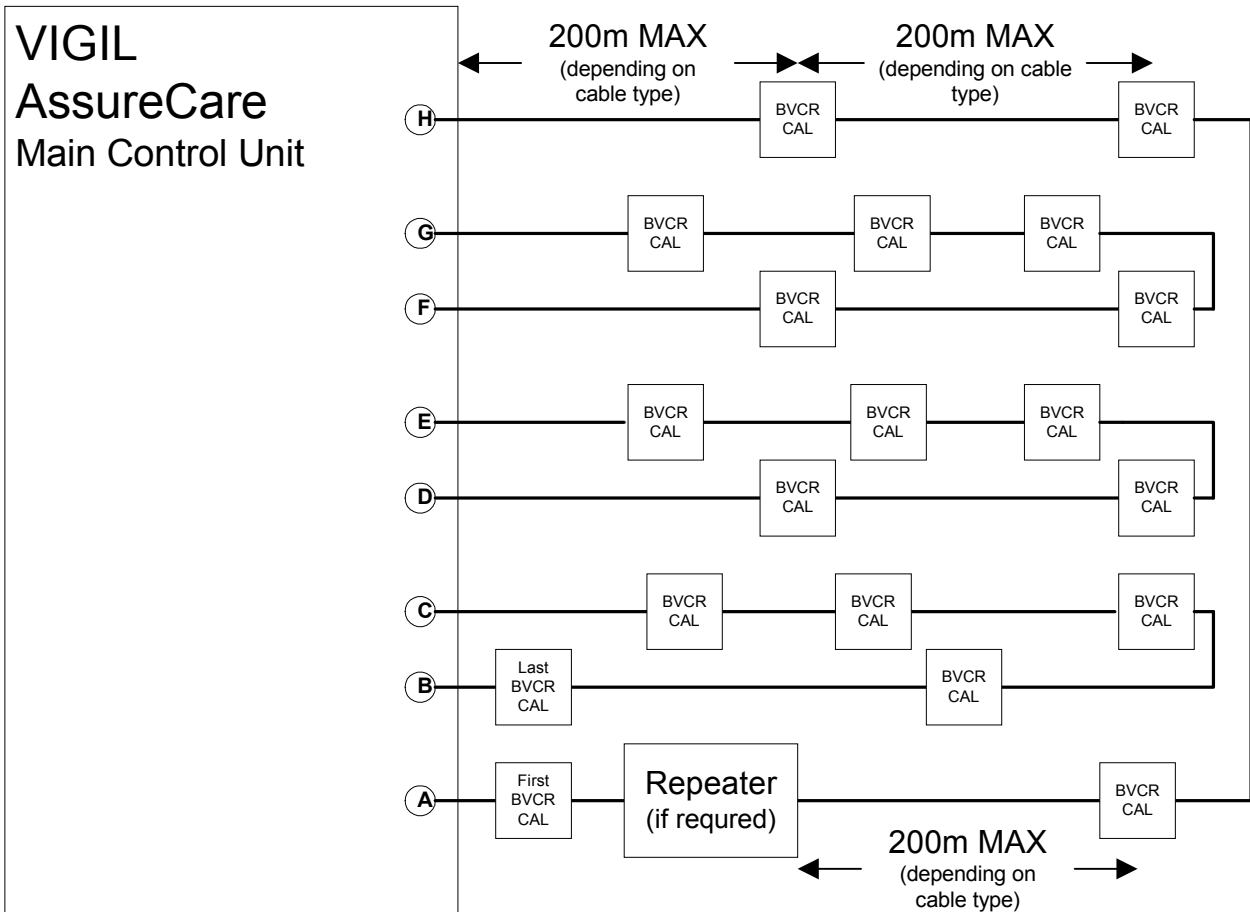 VIGIL
AssureCare
Main Control Unit
200m MAX
(depending on
cable type)
200m MAX
(depending on cable
type)
H
BVCR
CAL
BVCR
CAL
G
BVCR
CAL
BVCR
CAL
BVCR
CAL
F
BVCR
CAL
BVCR
CAL
E
BVCR
CAL
BVCR
CAL
BVCR
CAL
D
BVCR
CAL
BVCR
CAL
C
BVCR
CAL
BVCR
CAL
BVCR
CAL
B
Last
BVCR
CAL
BVCR
CAL
A
First
BVCR
CAL
Repeater
(if requred)
BVCR
CAL
200m MAX
(depending on
cable type)